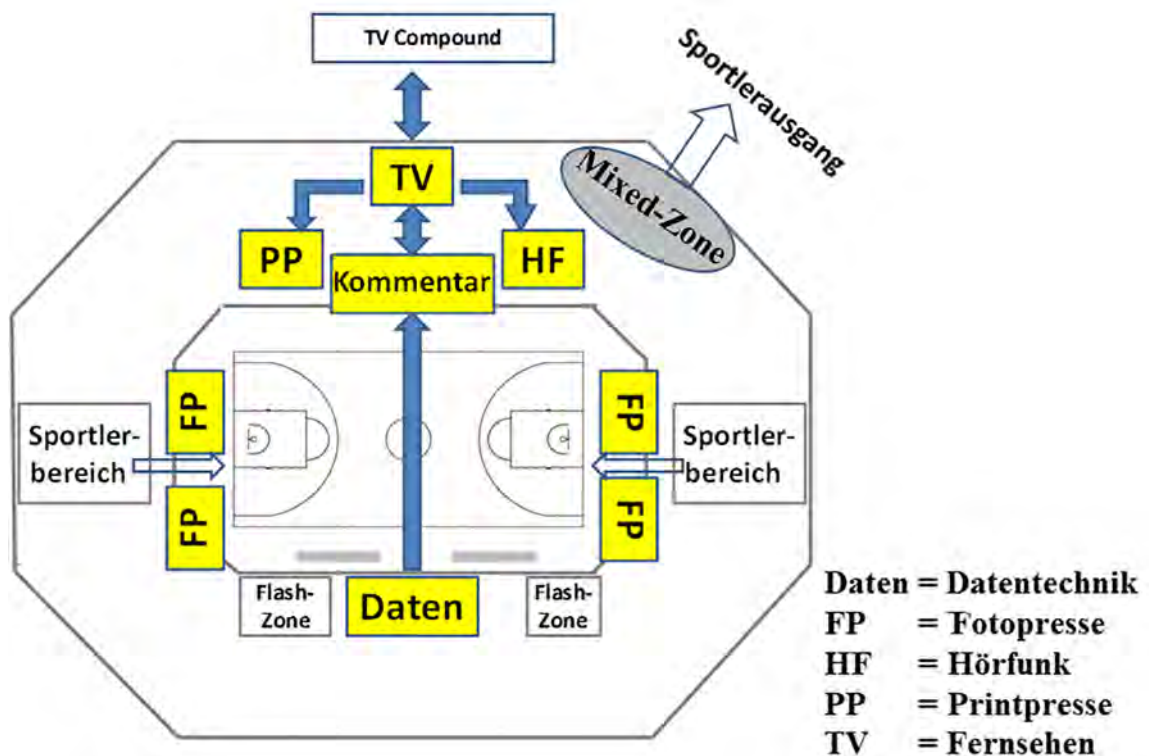 TV Compound
Sportlerausgang
Mixed-Zone
TV
PP
HF
Kommentar
FP
FP
Sportler-
bereich
Sportler-
bereich
FP
FP
Flash-
Zone
Daten
Flash-
Zone
Daten = Datentechnik
FP = Fotopresse
HF = Hörfunk
PP = Printpresse
TV = Fernsehen